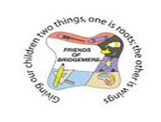 Giving our children two things, one is roots; the other is wings
FRIENDS
OF
BRIDGEMERE